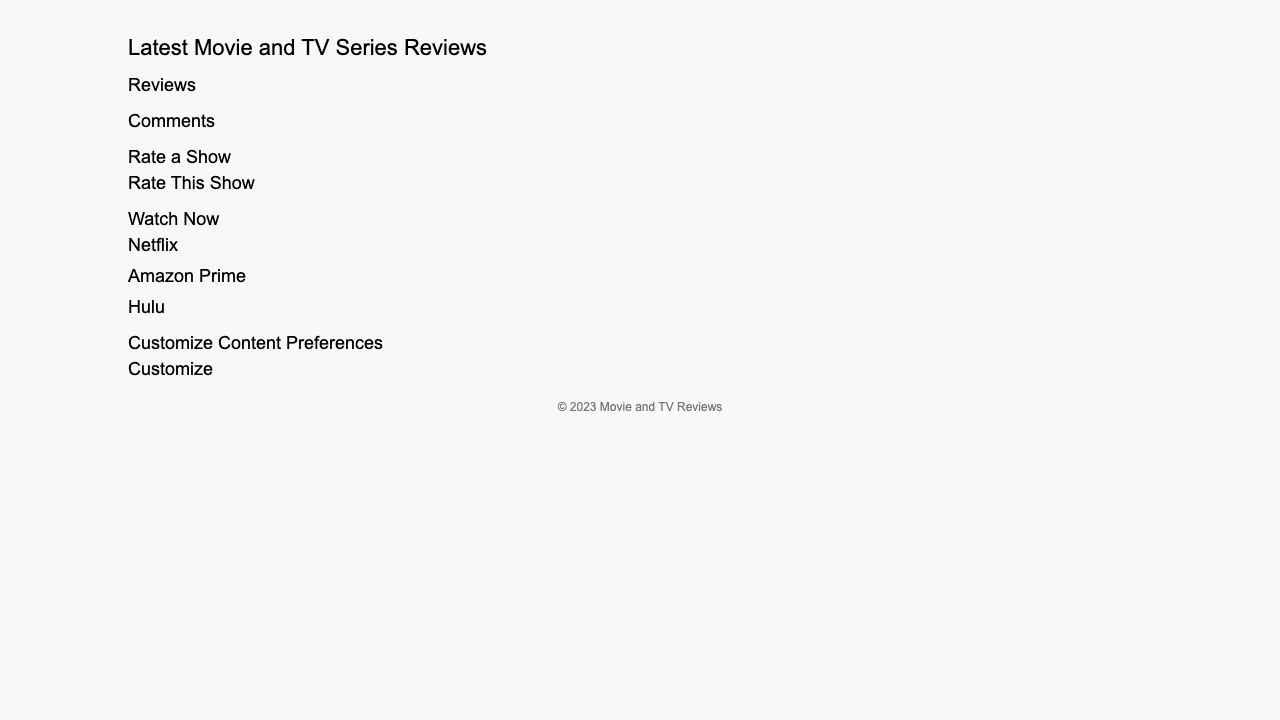 Latest Movie and TV Series Reviews
Reviews
Comments
Rate a Show
Rate This Show
Watch Now
Netflix
Amazon Prime
Hulu
Customize Content Preferences
Customize
© 2023 Movie and TV Reviews